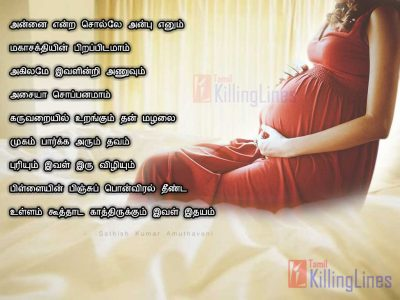 அன்னை என்ற சொல்லே அன்பு எனும்
மகாசக்தியின் பிறப்பிடமாம்
அகிலமே இவளின்றி அணுவும்
அசையா சொப்பனமாம்
கருவறையில் உறங்கும் தன் மழலை
முகம் பார்க்க அரும் தவம்
புரியும் இவள் இரு விழியும்
பிள்ளையின் பிஞ்சுப் பொன்விரல் தீண்ட
உள்ளம் கூத்தாட காத்திருக்கும் இவள் இதயம்
- Sathish Kumar Amuthavani
Tamil
KillingLines
Tamil
KillingLines